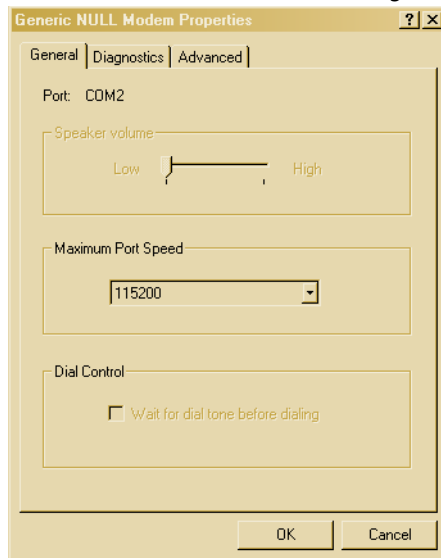 Generic NULL Modem Properties ? ×
General Diagnostics Advanced
Port: COM2
Speaker volume
Low High
Maximum Port Speed
115200
Dial Control
Wait for dial tone before dialing
OK Cancel